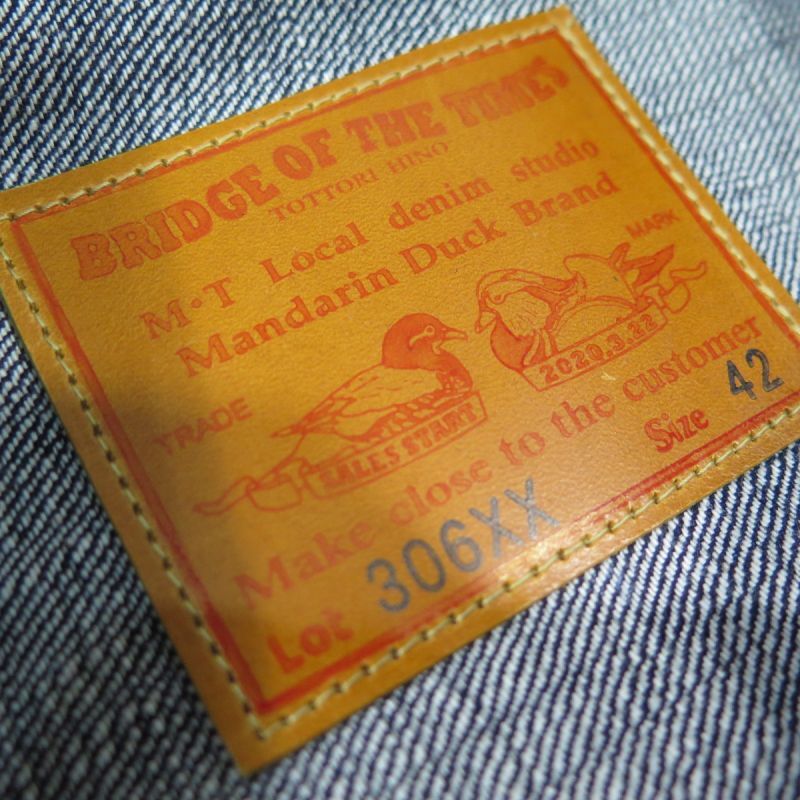 BRIDGE OF THE TIMES
TOTTORI HINO
M·T Local denim studio
Mandarin Duck Brand
TRADE MARK
SALES START 2020.3.22
Make close to the customer
Lot 306XX Size 42